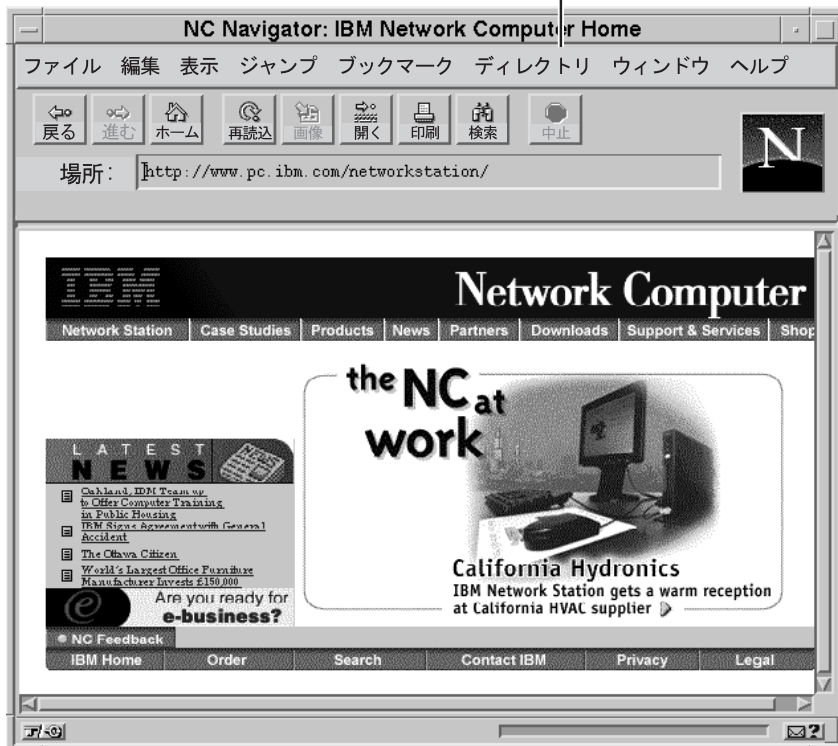 NC Navigator: IBM Network Computer Home
ファイル 編集 表示 ジャンプ ブックマーク ディレクトリ ウィンドウ ヘルプ
戻る 進む ホーム 再読込 画像 開く 印刷 検索 中止
N
場所: http://www.pc.ibm.com/networkstation/
IBM Network Computer
Network Station Case Studies Products News Partners Downloads Support & Services Shop
the NC at
work
LATEST
NEWS
Oakland, IBM Team up
to Offer Computer Training
in Public Housing
IBM Signs Agreement with General
Accident
The Ottawa Citizen
World's Largest Office Furniture
Manufacturer Invests £150,000
California Hydronics
IBM Network Station gets a warm reception
at California HVAC supplier
e Are you ready for
e-business?
NC Feedback
IBM Home Order Search Contact IBM Privacy Legal